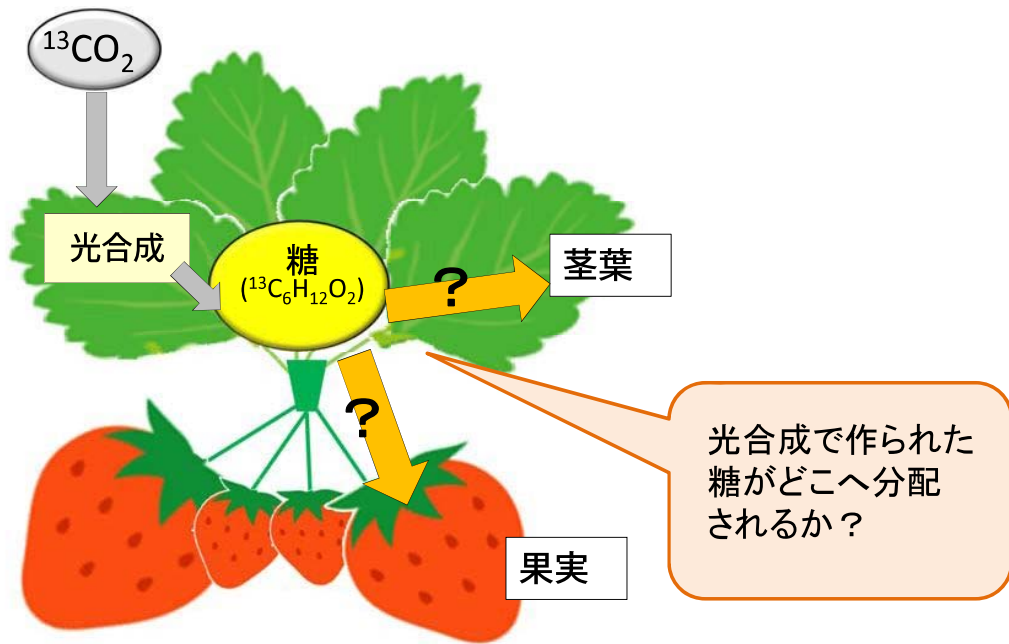 ¹³CO₂
光合成
糖
(¹³C₆H₁₂O₂)
?
茎葉
?
光合成で作られた
糖がどこへ分配
されるか？
果実